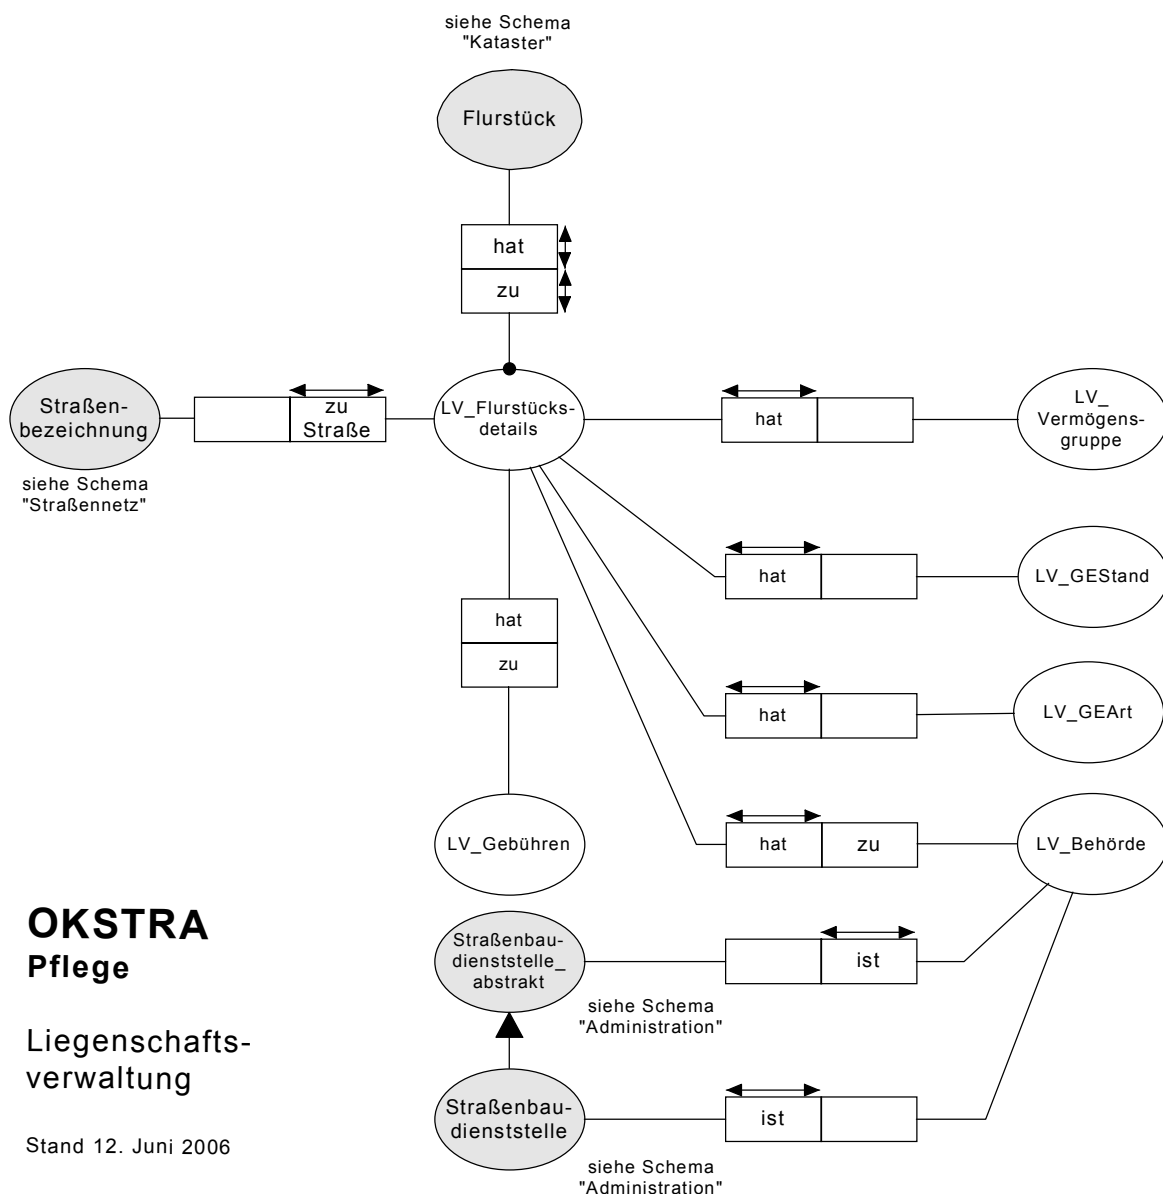 siehe Schema
"Kataster"
Flurstück
hat
zu
Straßen-
bezeichnung
zu
Straße
LV_Flurstücks-
details
hat
LV_
Vermögens-
gruppe
siehe Schema
"Straßennetz"
hat
LV_GEStand
hat
zu
hat
LV_GEArt
LV_Gebühren
hat
zu
LV_Behörde
OKSTRA
Pflege
Straßenbau-
dienststelle_
abstrakt
ist
siehe Schema
"Administration"
Liegenschafts-
verwaltung
Straßenbau-
dienststelle
ist
Stand 12. Juni 2006
siehe Schema
"Administration"